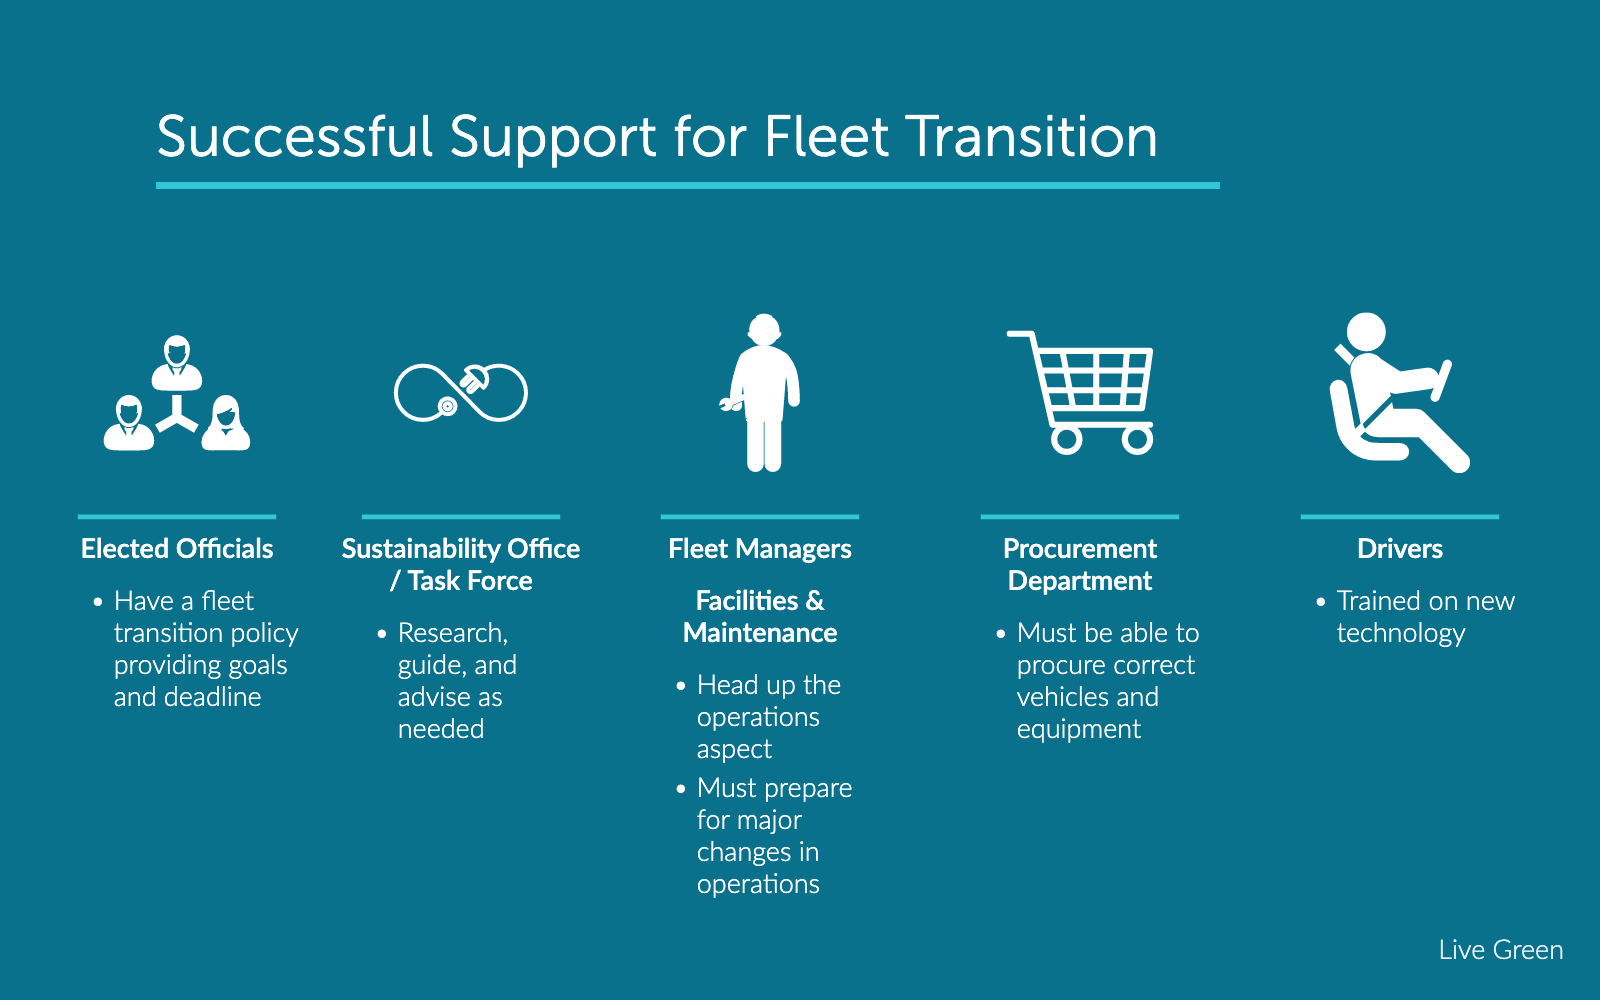 Successful Support for Fleet Transition
Elected Officials
• Have a fleet
transition policy
providing goals
and deadline
Sustainability Office
/ Task Force
• Research,
guide, and
advise as
needed
Fleet Managers
Facilities &
Maintenance
• Head up the
operations
aspect
• Must prepare
for major
changes in
operations
Procurement
Department
• Must be able to
procure correct
vehicles and
equipment
Drivers
• Trained on new
technology
Live Green